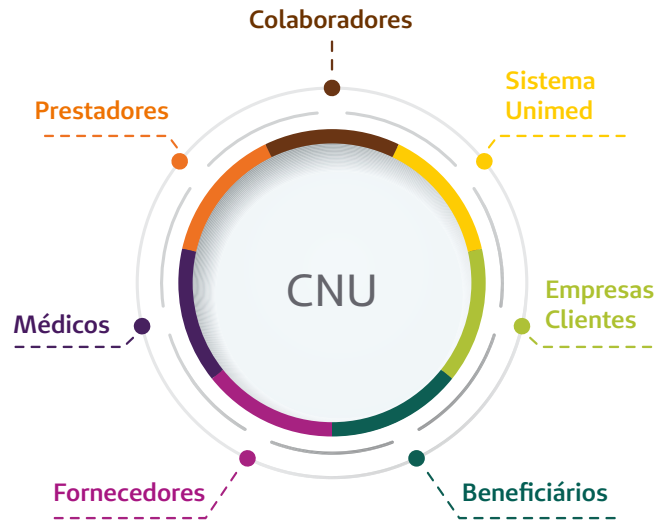 Colaboradores
Sistema
Unimed
Prestadores
CNU
Empresas
Clientes
Médicos
Fornecedores
Beneficiários